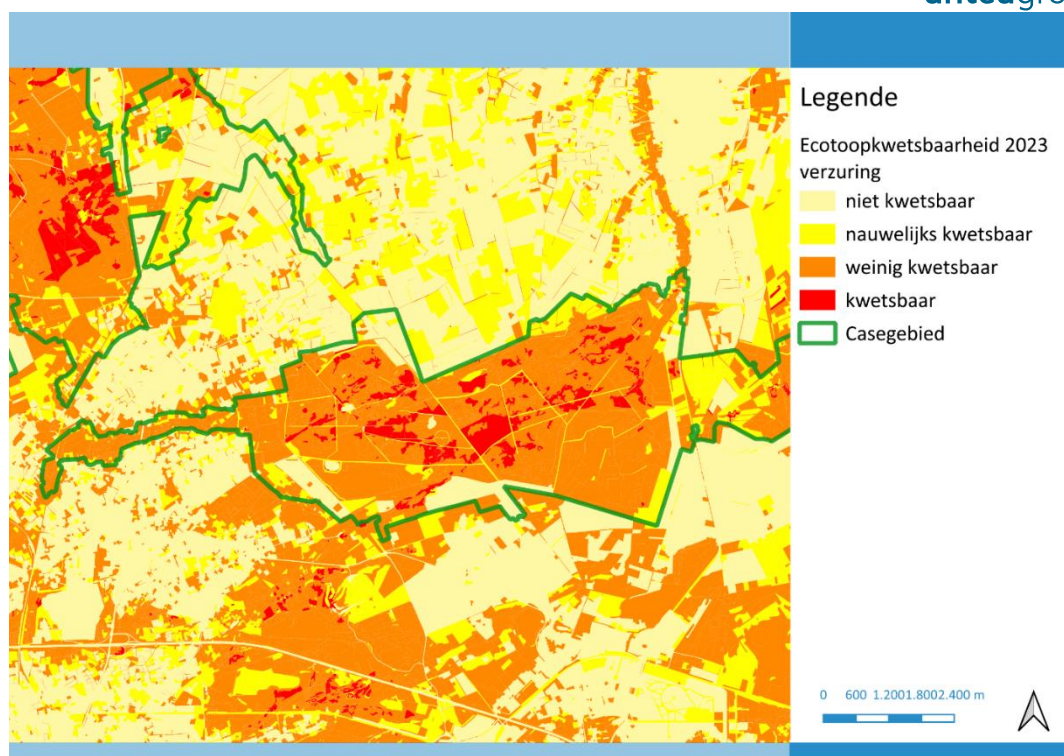 Legende
Ecotoopkwetsbaarheid 2023
verzuring
niet kwetsbaar
nauwelijks kwetsbaar
weinig kwetsbaar
kwetsbaar
Casegebied
0 600 1.2001.8002.400 m